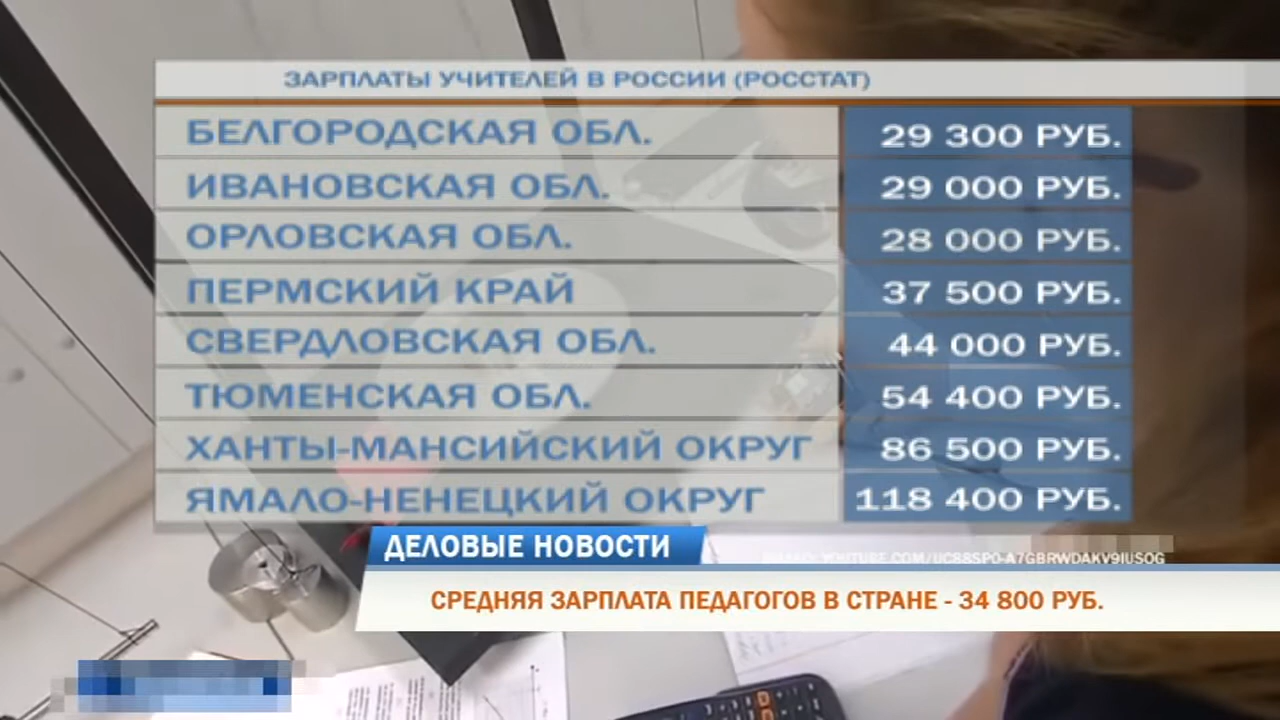 ЗАРПЛАТЫ УЧИТЕЛЕЙ В РОССИИ (РОССТАТ)
БЕЛГОРОДСКАЯ ОБЛ. 29 300 РУБ.
ИВАНОВСКАЯ ОБЛ. 29 000 РУБ.
ОРЛОВСКАЯ ОБЛ. 28 000 РУБ.
ПЕРМСКИЙ КРАЙ 37 500 РУБ.
СВЕРДЛОВСКАЯ ОБЛ. 44 000 РУБ.
ТЮМЕНСКАЯ ОБЛ. 54 400 РУБ.
ХАНТЫ-МАНСИЙСКИЙ ОКРУГ 86 500 РУБ.
ЯМАЛО-НЕНЕЦКИЙ ОКРУГ 118 400 РУБ.
ДЕЛОВЫЕ НОВОСТИ
СРЕДНЯЯ ЗАРПЛАТА ПЕДАГОГОВ В СТРАНЕ - 34 800 РУБ.